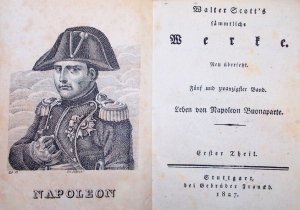 NAPOLEON
Walter Scott's
sämmtliche
Werke.
Neu übersetzt.
Fünf und zwanzigster Band.
Leben von Napoleon Buonaparte.
Erster Theil.
Stuttgart,
bei Gebrüder Franckh.
1827.